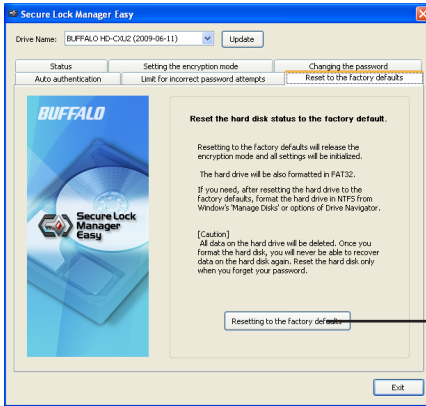 Secure Lock Manager Easy
Drive Name: BUFFALO HD-CXU2 (2009-06-11) Update
Status Setting the encryption mode Changing the password
Auto authentication Limit for incorrect password attempts Reset to the factory defaults
BUFFALO
Secure Lock
Manager
Easy
Reset the hard disk status to the factory default.
Resetting to the factory defaults will release the
encryption mode and all settings will be initialized.
The hard drive will be also formatted in FAT32.
If you need, after resetting the hard drive to the
factory defaults, format the hard drive in NTFS from
Window's 'Manage Disks' or options of Drive Navigator.
[Caution]
All data on the hard drive will be deleted. Once you
format the hard disk, you will never be able to recover
data on the hard disk again. Reset the hard disk only
when you forget your password.
Resetting to the factory defaults
Exit